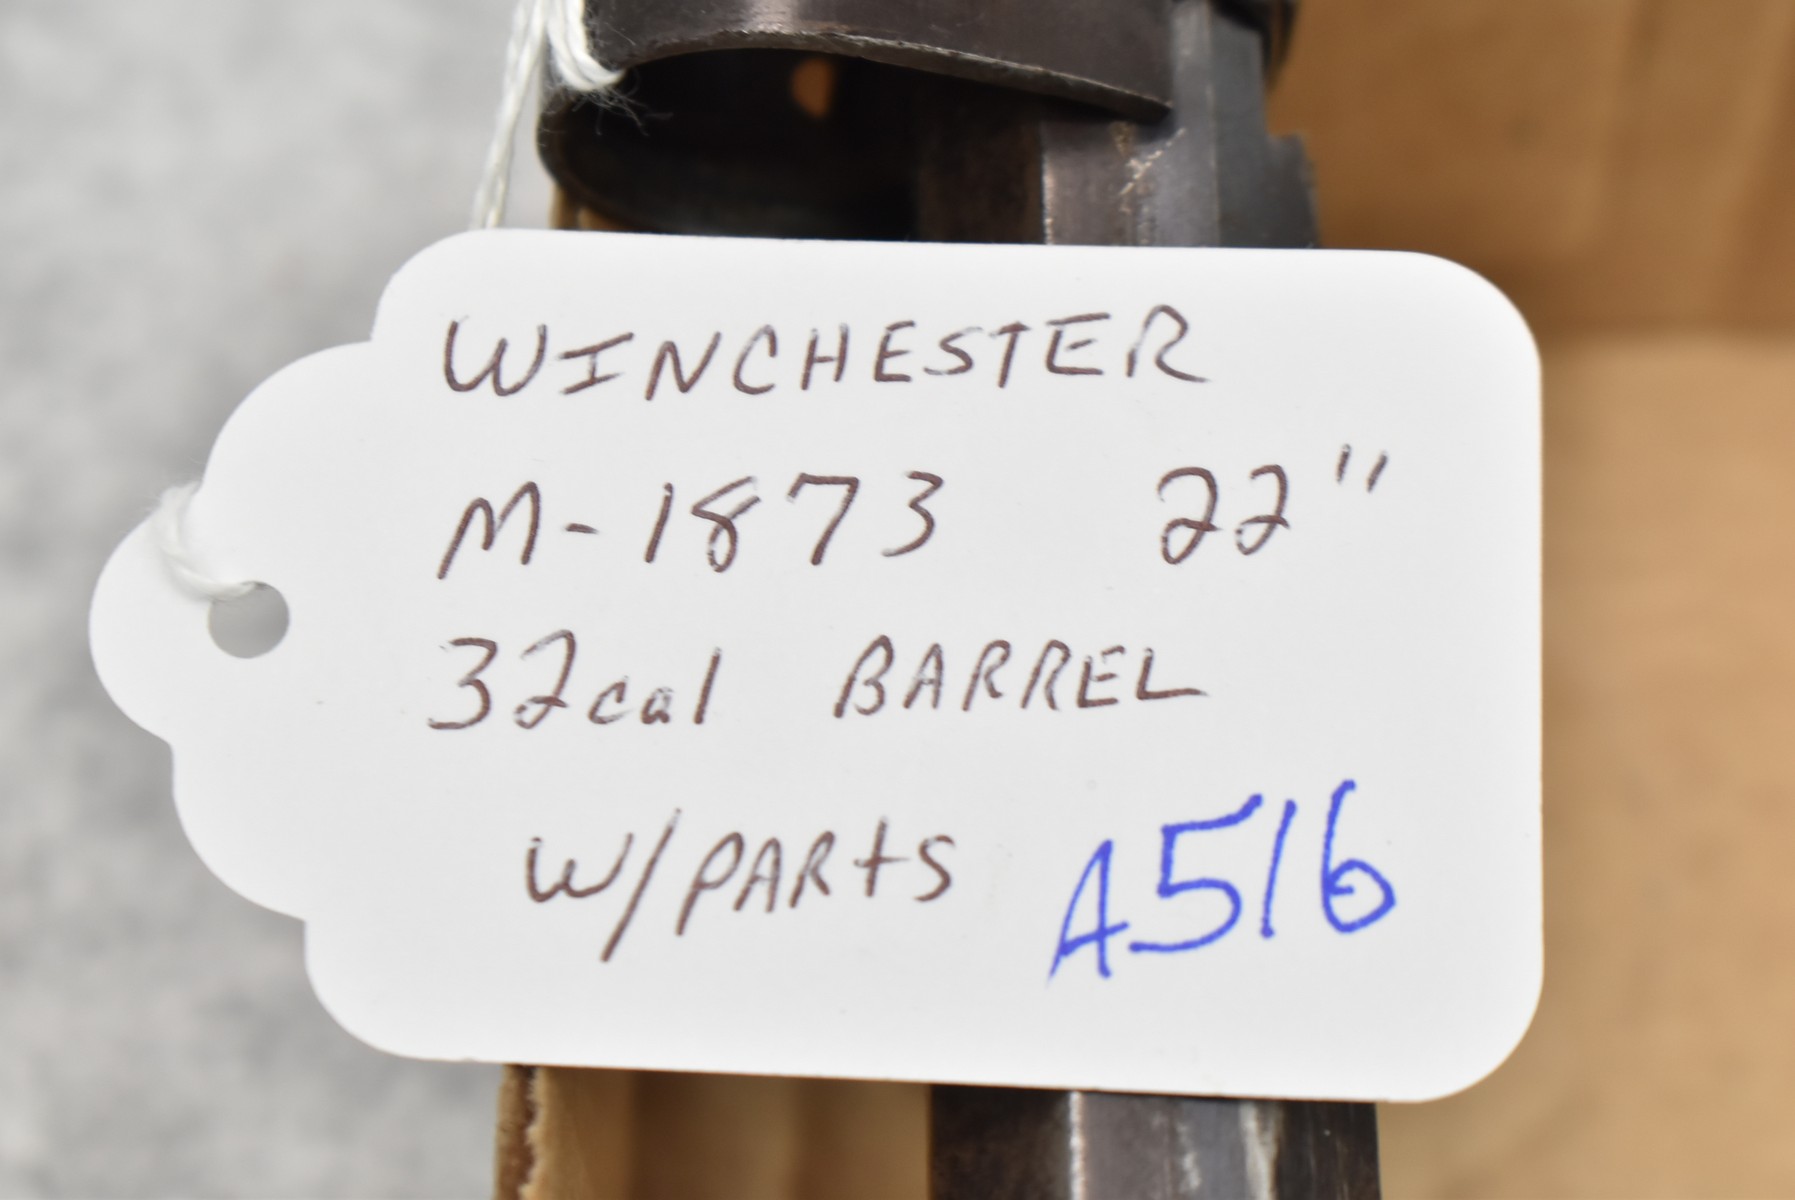 WINCHESTER
M-1873 22"
32cal BARREL
W/PARtS A516